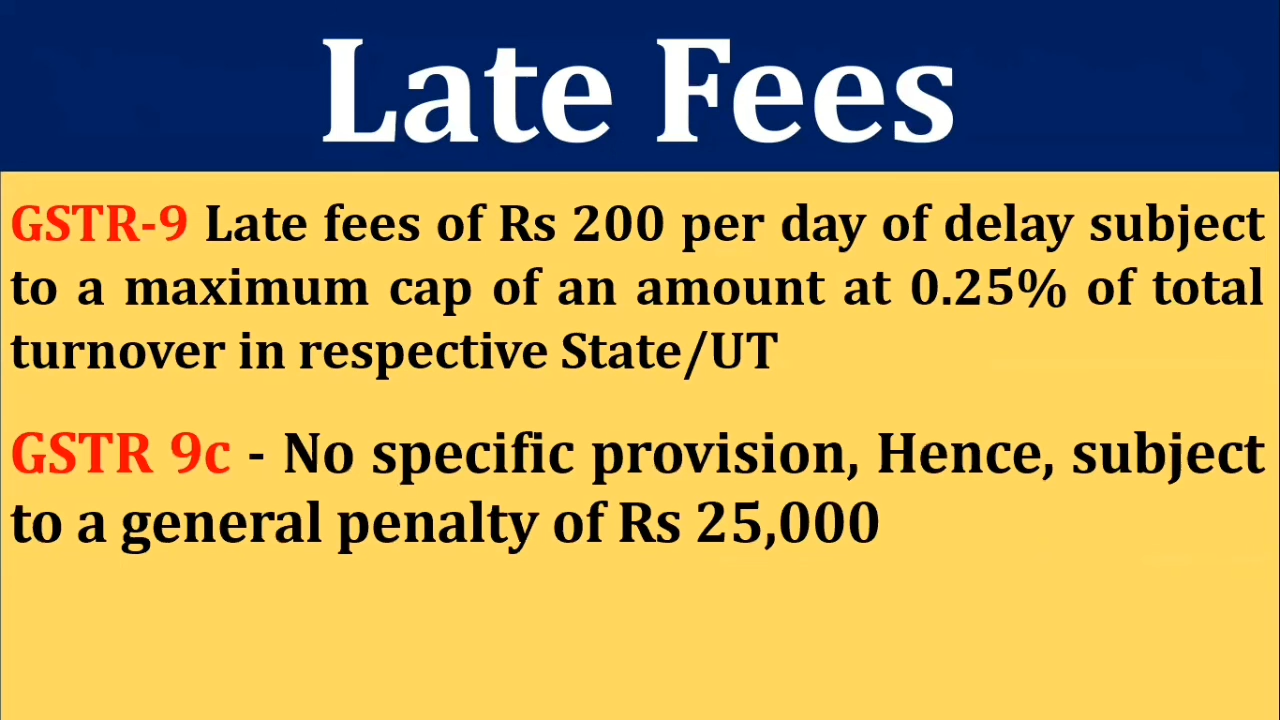 Late Fees
GSTR-9 Late fees of Rs 200 per day of delay subject
to a maximum cap of an amount at 0.25% of total
turnover in respective State/UT
GSTR 9c - No specific provision, Hence, subject
to a general penalty of Rs 25,000